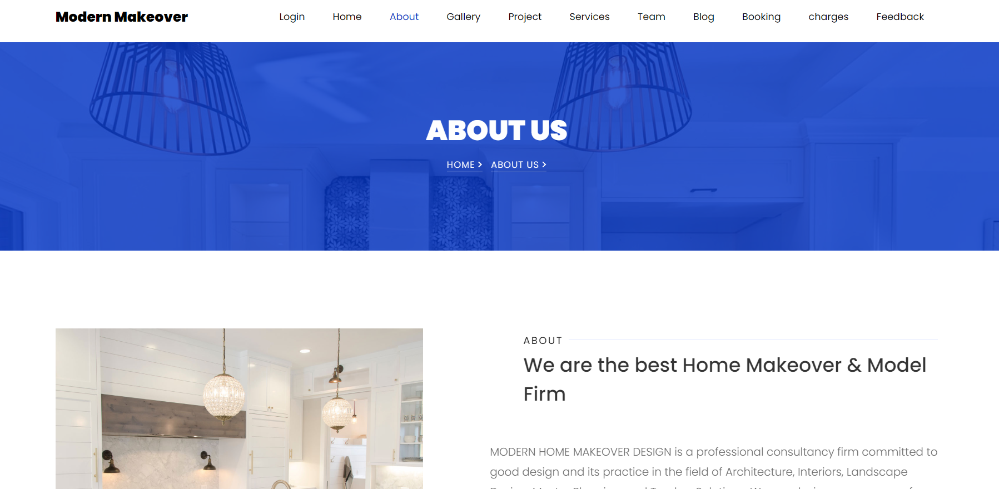 Modern Makeover
Login Home About Gallery Project Services Team Blog Booking charges Feedback
ABOUT US
HOME > ABOUT US >
ABOUT
We are the best Home Makeover & Model
Firm
MODERN HOME MAKEOVER DESIGN is a professional consultancy firm committed to
good design and its practice in the field of Architecture, Interiors, Landscape